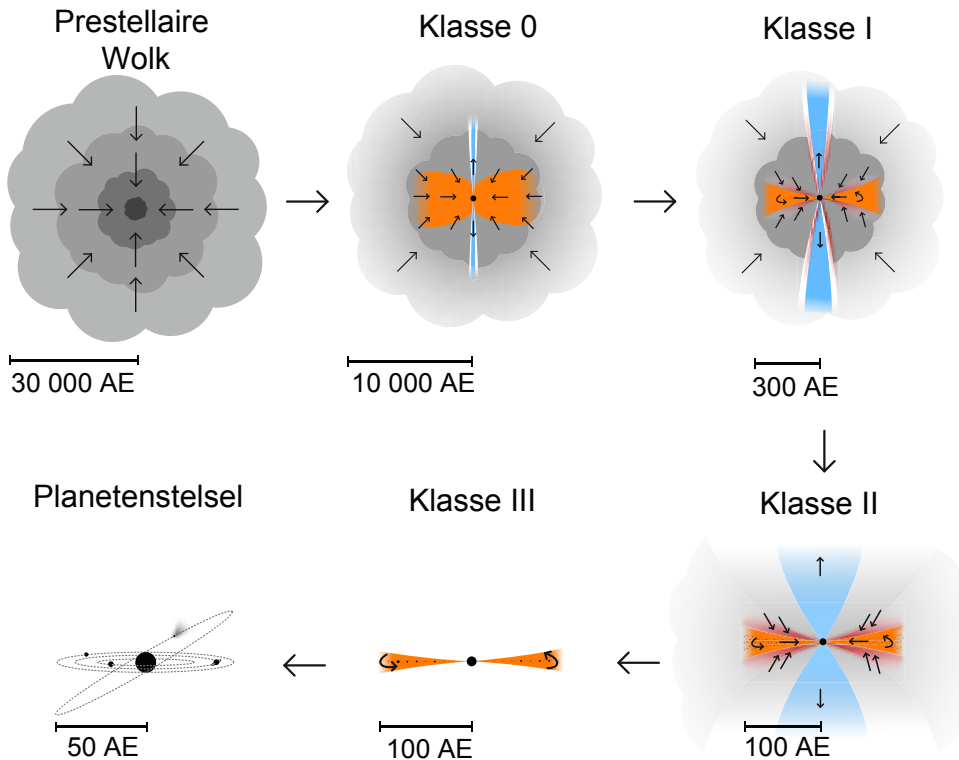 Prestellaire
Wolk
Klasse 0
Klasse I
30 000 AE
10 000 AE
300 AE
Planetenstelsel
Klasse III
Klasse II
50 AE
100 AE
100 AE